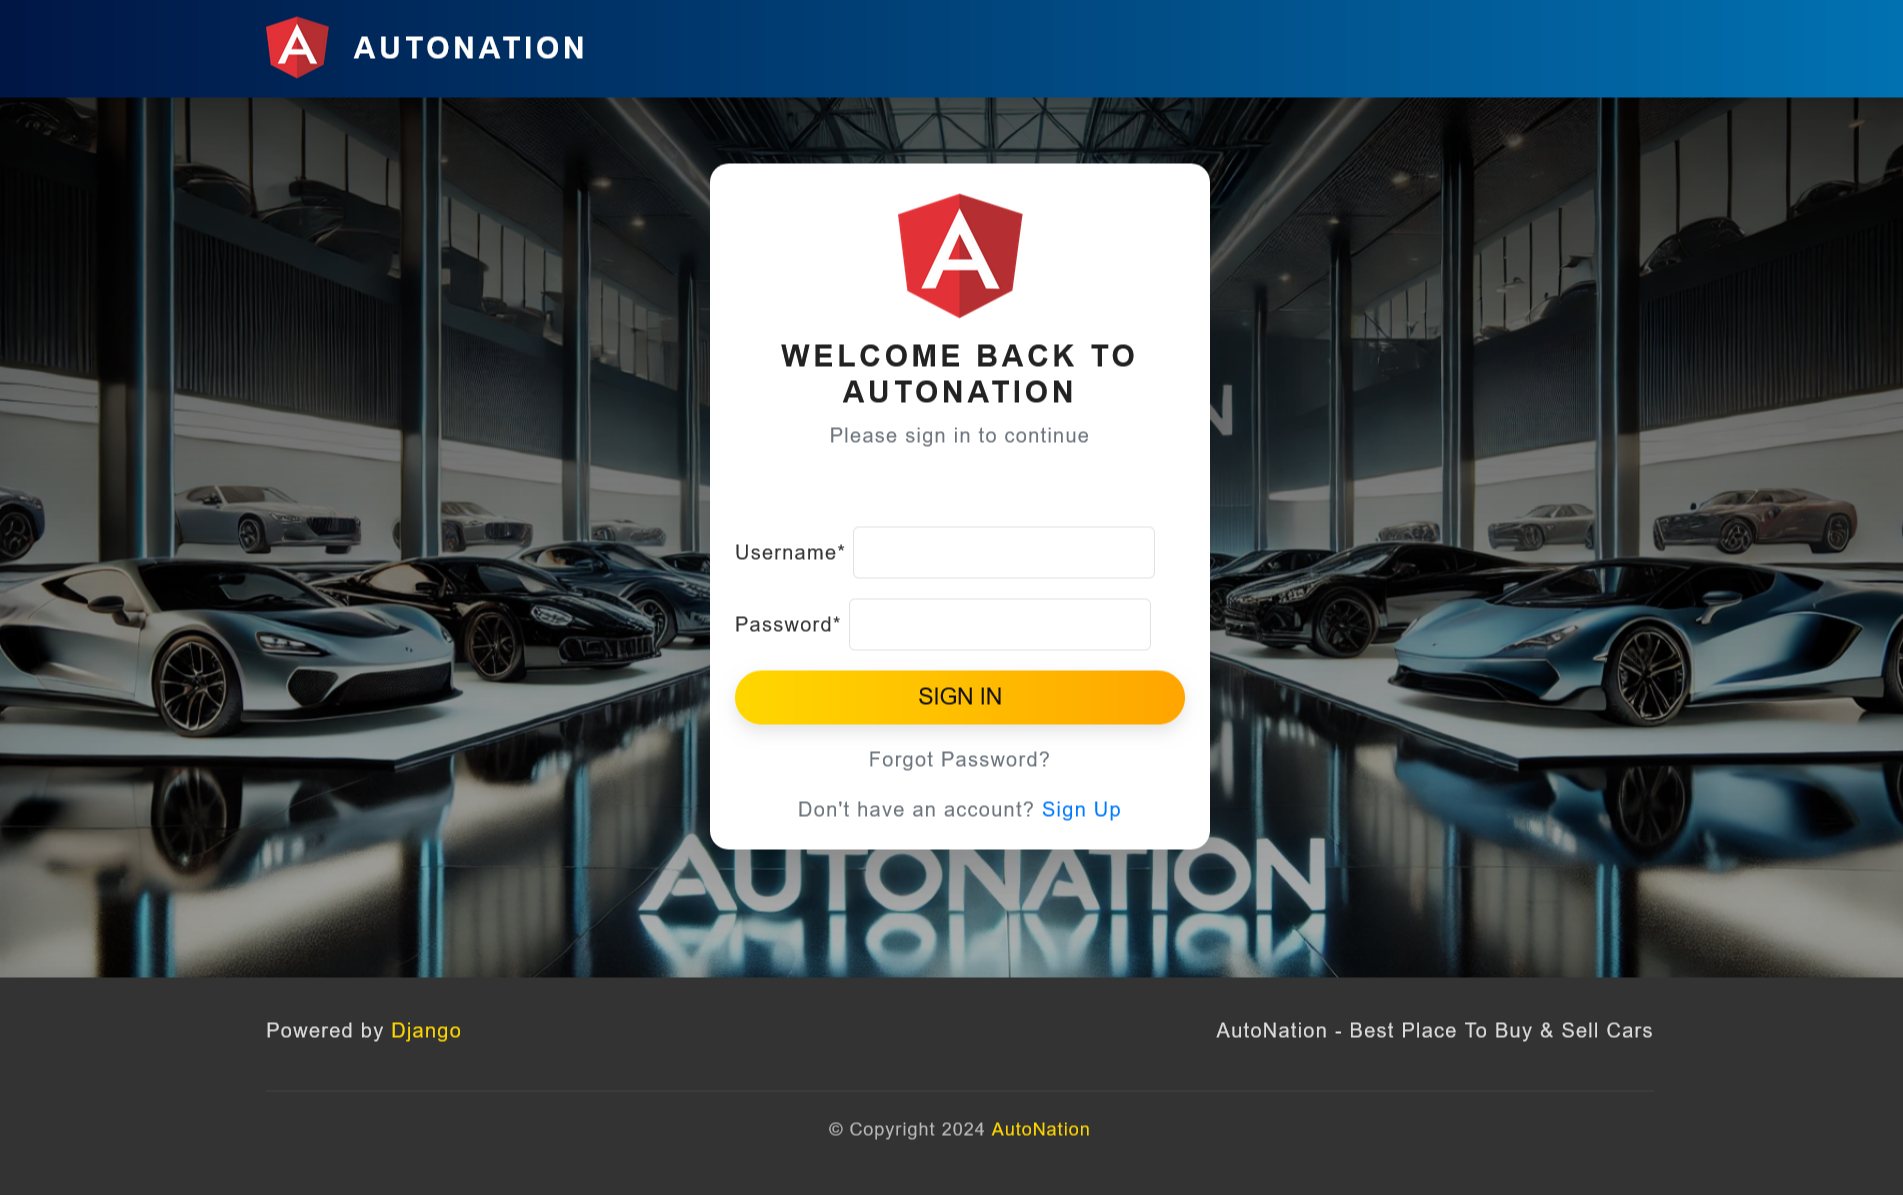 A AUTONATION
A
WELCOME BACK TO
AUTONATION
Please sign in to continue
N
Username*
Password*
SIGN IN
Forgot Password?
Don't have an account? Sign Up
AUTONATION
Powered by Django
AutoNation - Best Place To Buy & Sell Cars
© Copyright 2024 AutoNation